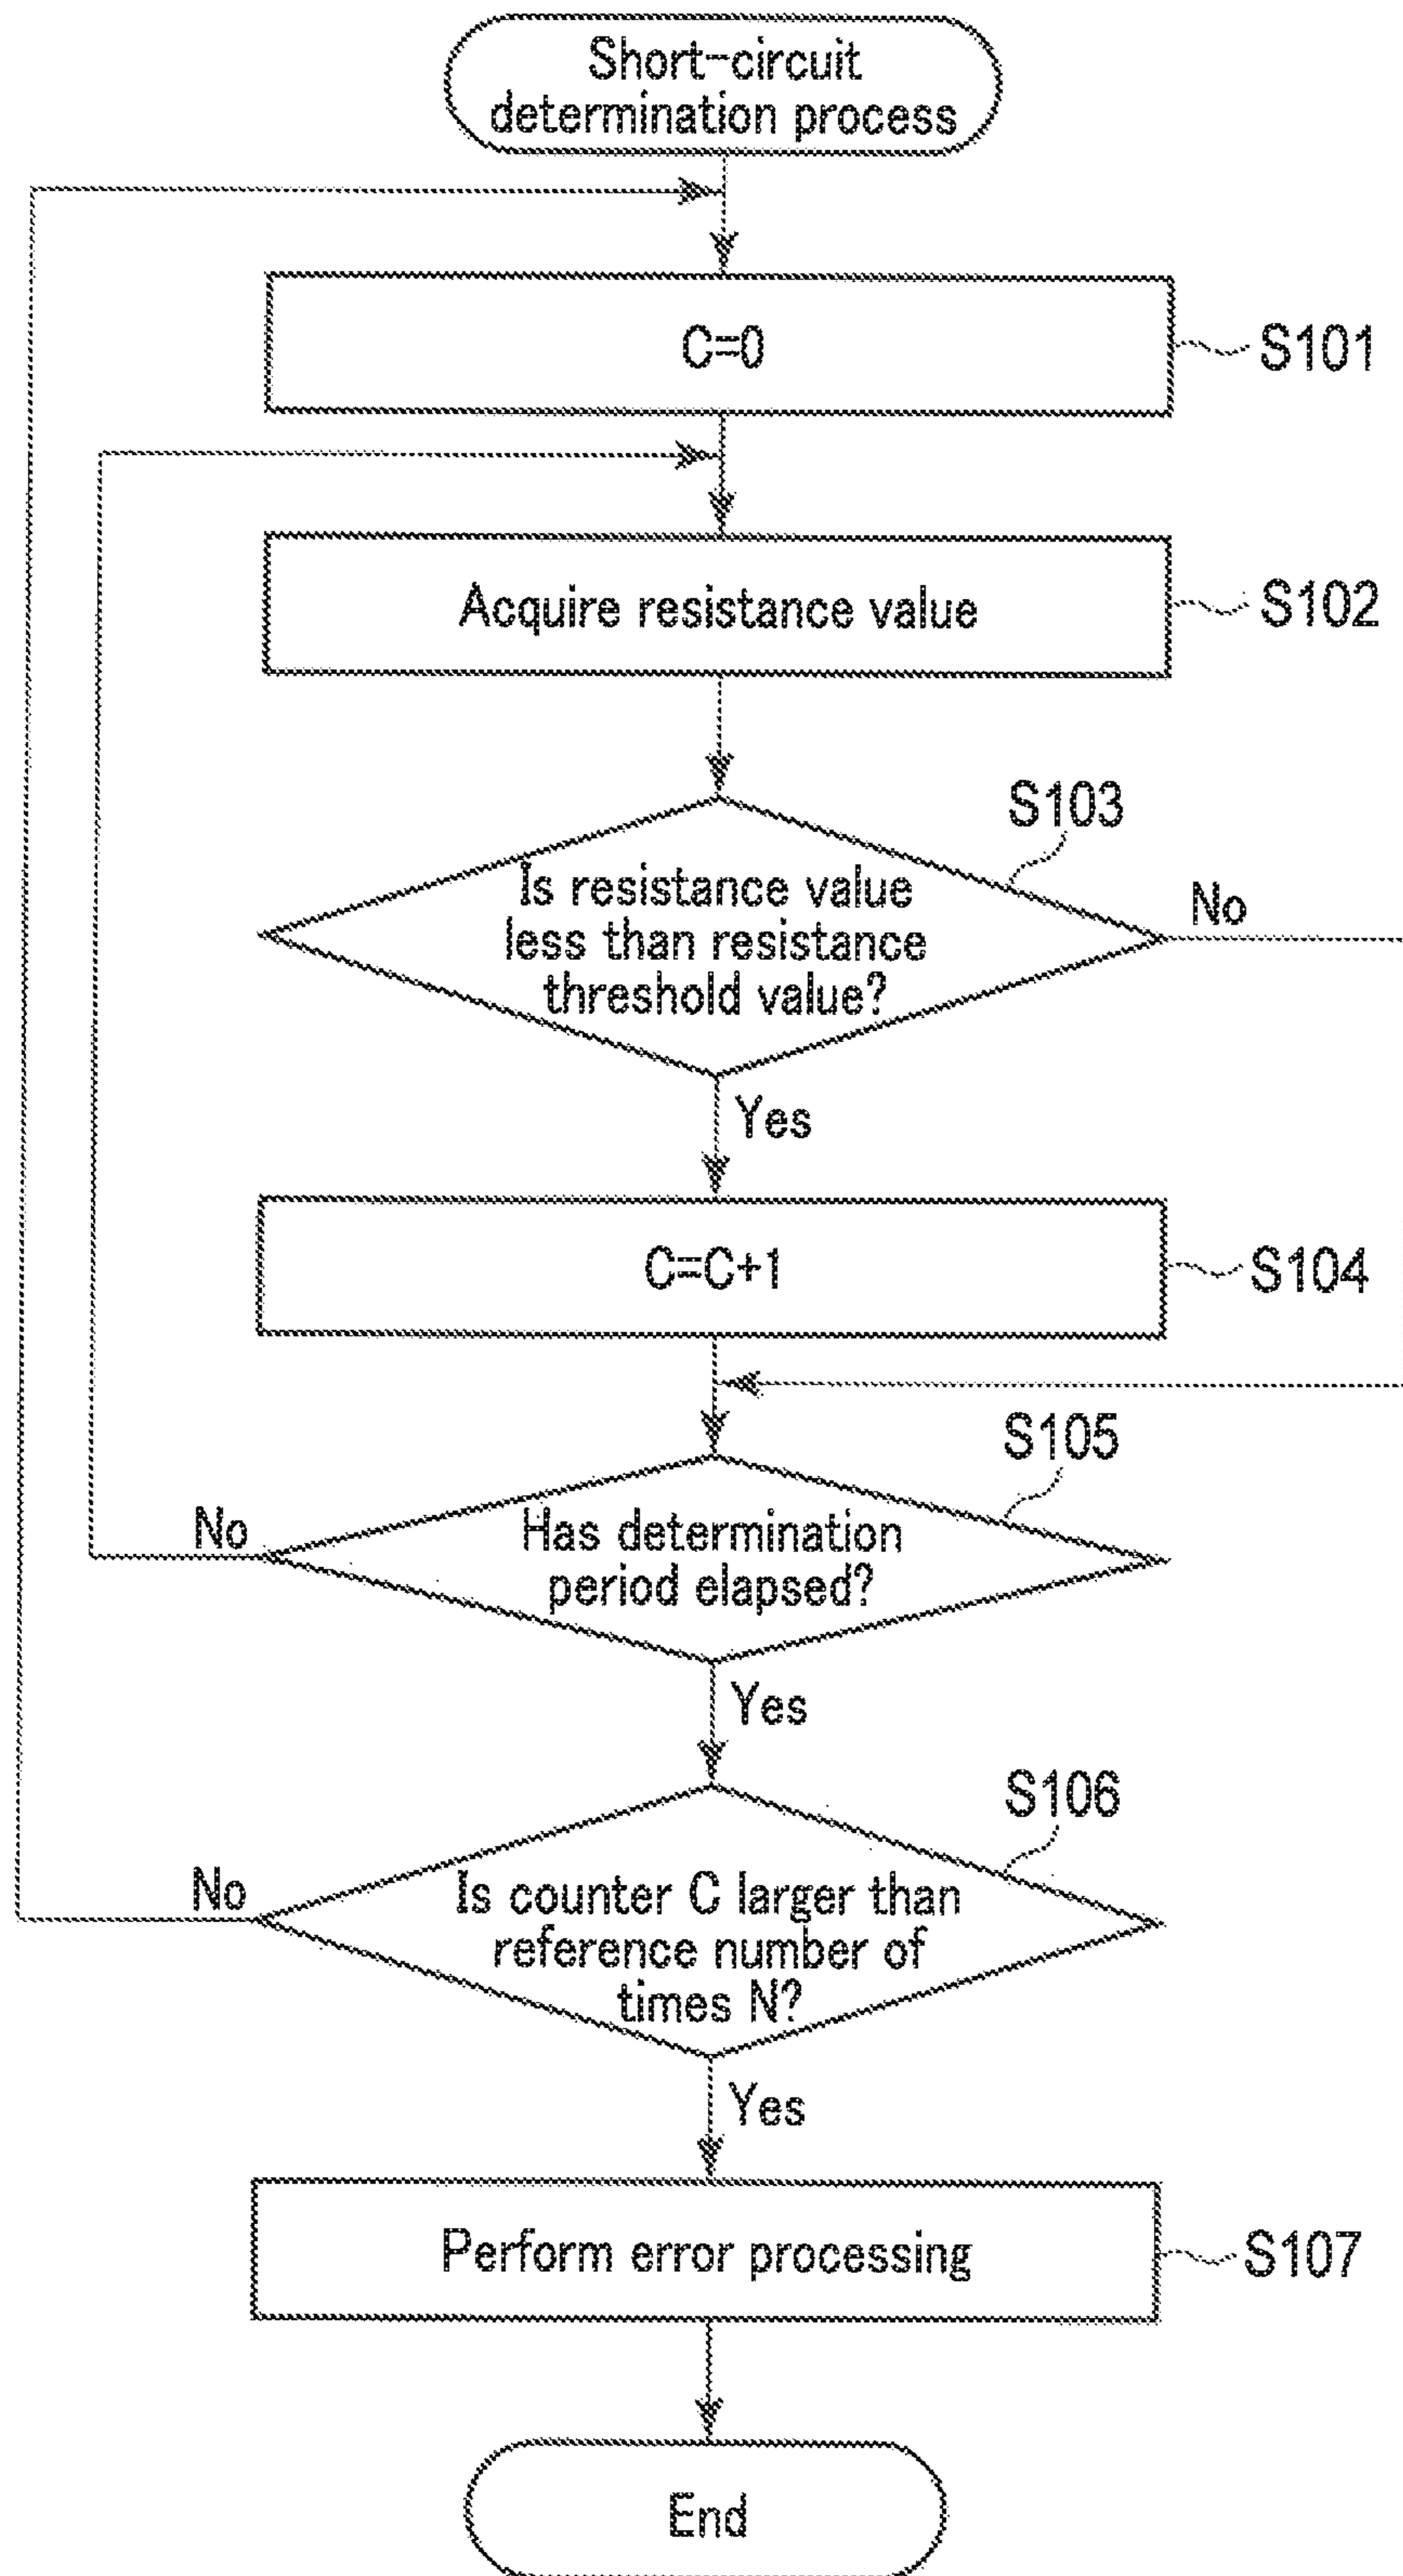 Short-circuit
determination process
C=0
S101
Acquire resistance value
S102
S103
Is resistance value
less than resistance
threshold value?
No
Yes
C=C+1
S104
S105
No
Has determination
period elapsed?
Yes
S106
No
Is counter C larger than
reference number of
times N?
Yes
Perform error processing
S107
End